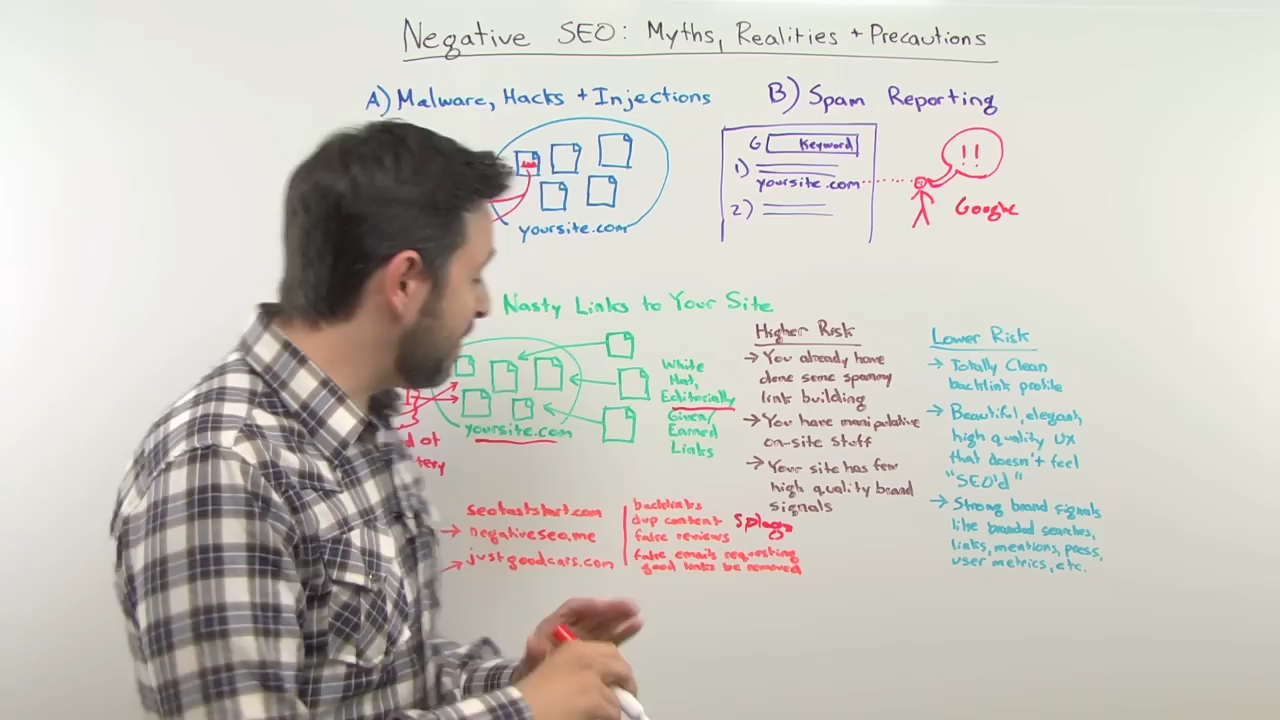 Negative SEO: Myths, Realities + Precautions
A) Malware, Hacks + Injections
yoursite.com
B) Spam Reporting
G Keyword
1)
yoursite.com
2)
!!
Google
Nasty Links to Your Site
yoursite.com
White
Hat,
Editorially
Given/
Earned
Links
Higher Risk
→ You already have
done some spammy
link building
→ You have manipulative
on-site stuff
→ Your site has few
high quality brand
signals
Lower Risk
→ Totally Clean
backlink profile
→ Beautiful, elegant,
high quality UX
that doesn't feel
"SEO'd"
→ Strong brand signals
like branded searches,
links, mentions, press,
user metrics, etc.
seofaststart.com
→ negativeseo.me
→ justgoodcars.com
backlinks
dup content splogs
false reviews
false emails requesting
good links be removed